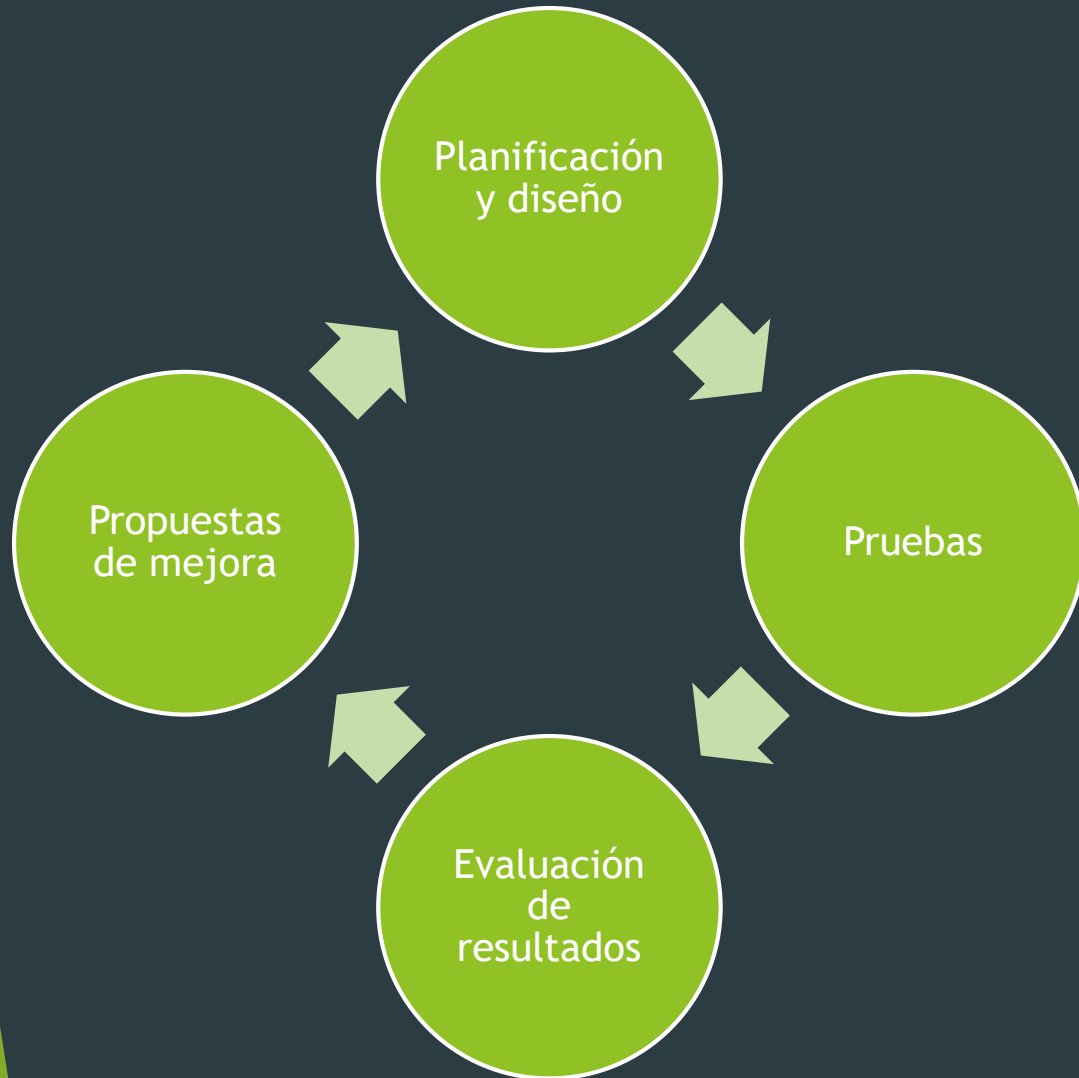 Planificación
y diseño
Pruebas
Evaluación
de
resultados
Propuestas
de mejora